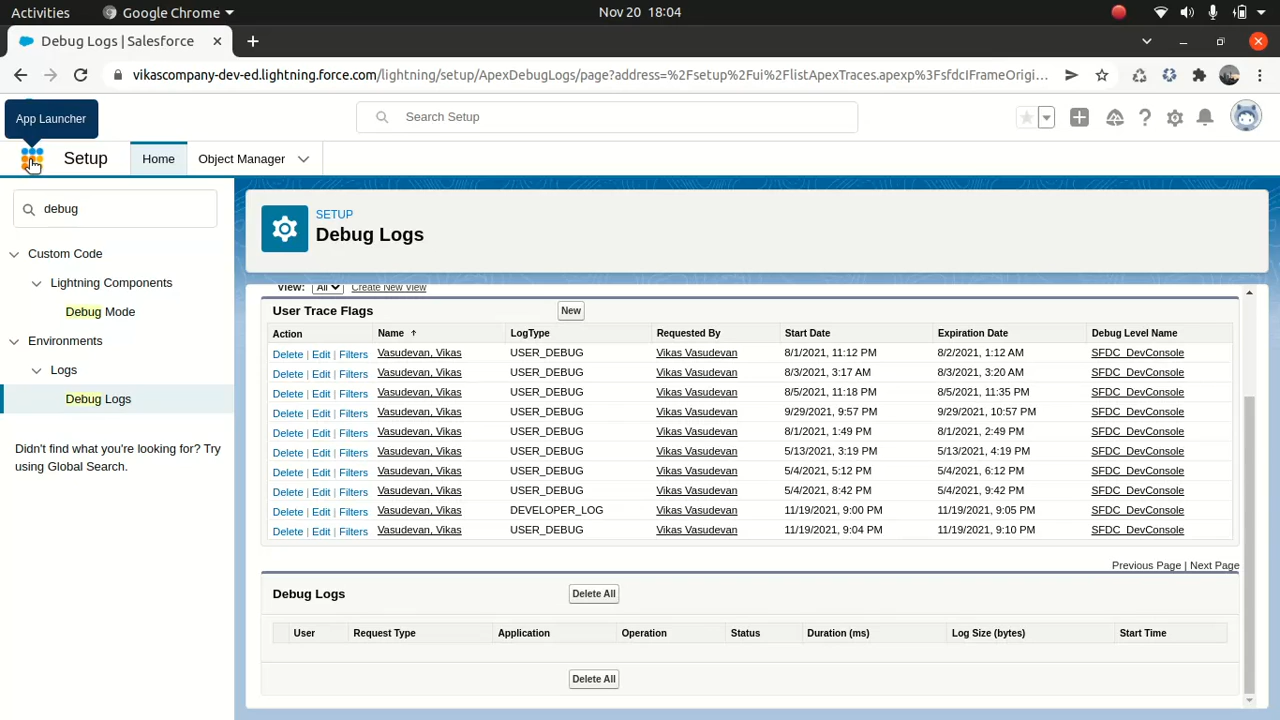 Activities
Google Chrome
Nov 20 18:04
Debug Logs | Salesforce
vikascompany-dev-ed.lightning.force.com/lightning/setup/ApexDebugLogs/page?address=%2Fsetup%2Fui%2FlistApexTraces.apexp%3FsfdcIFrameOrigi...
App Launcher
Search Setup
Setup
Home
Object Manager
debug
Custom Code
Lightning Components
Debug Mode
Environments
Logs
Debug Logs
Didn't find what you're looking for? Try
using Global Search.
SETUP
Debug Logs
View: All Create New View
User Trace Flags New
Action Name LogType Requested By Start Date Expiration Date Debug Level Name
Delete | Edit | Filters Vasudevan, Vikas USER_DEBUG Vikas Vasudevan 8/1/2021, 11:12 PM 8/2/2021, 1:12 AM SFDC_DevConsole
Delete | Edit | Filters Vasudevan, Vikas USER_DEBUG Vikas Vasudevan 8/3/2021, 3:17 AM 8/3/2021, 3:20 AM SFDC_DevConsole
Delete | Edit | Filters Vasudevan, Vikas USER_DEBUG Vikas Vasudevan 8/5/2021, 11:18 PM 8/5/2021, 11:35 PM SFDC_DevConsole
Delete | Edit | Filters Vasudevan, Vikas USER_DEBUG Vikas Vasudevan 9/29/2021, 9:57 PM 9/29/2021, 10:57 PM SFDC_DevConsole
Delete | Edit | Filters Vasudevan, Vikas USER_DEBUG Vikas Vasudevan 8/1/2021, 1:49 PM 8/1/2021, 2:49 PM SFDC_DevConsole
Delete | Edit | Filters Vasudevan, Vikas USER_DEBUG Vikas Vasudevan 5/13/2021, 3:19 PM 5/13/2021, 4:19 PM SFDC_DevConsole
Delete | Edit | Filters Vasudevan, Vikas USER_DEBUG Vikas Vasudevan 5/4/2021, 5:12 PM 5/4/2021, 6:12 PM SFDC_DevConsole
Delete | Edit | Filters Vasudevan, Vikas USER_DEBUG Vikas Vasudevan 5/4/2021, 8:42 PM 5/4/2021, 9:42 PM SFDC_DevConsole
Delete | Edit | Filters Vasudevan, Vikas DEVELOPER_LOG Vikas Vasudevan 11/19/2021, 9:00 PM 11/19/2021, 9:05 PM SFDC_DevConsole
Delete | Edit | Filters Vasudevan, Vikas USER_DEBUG Vikas Vasudevan 11/19/2021, 9:04 PM 11/19/2021, 9:10 PM SFDC_DevConsole
Previous Page | Next Page
Debug Logs Delete All
User Request Type Application Operation Status Duration (ms) Log Size (bytes) Start Time
Delete All